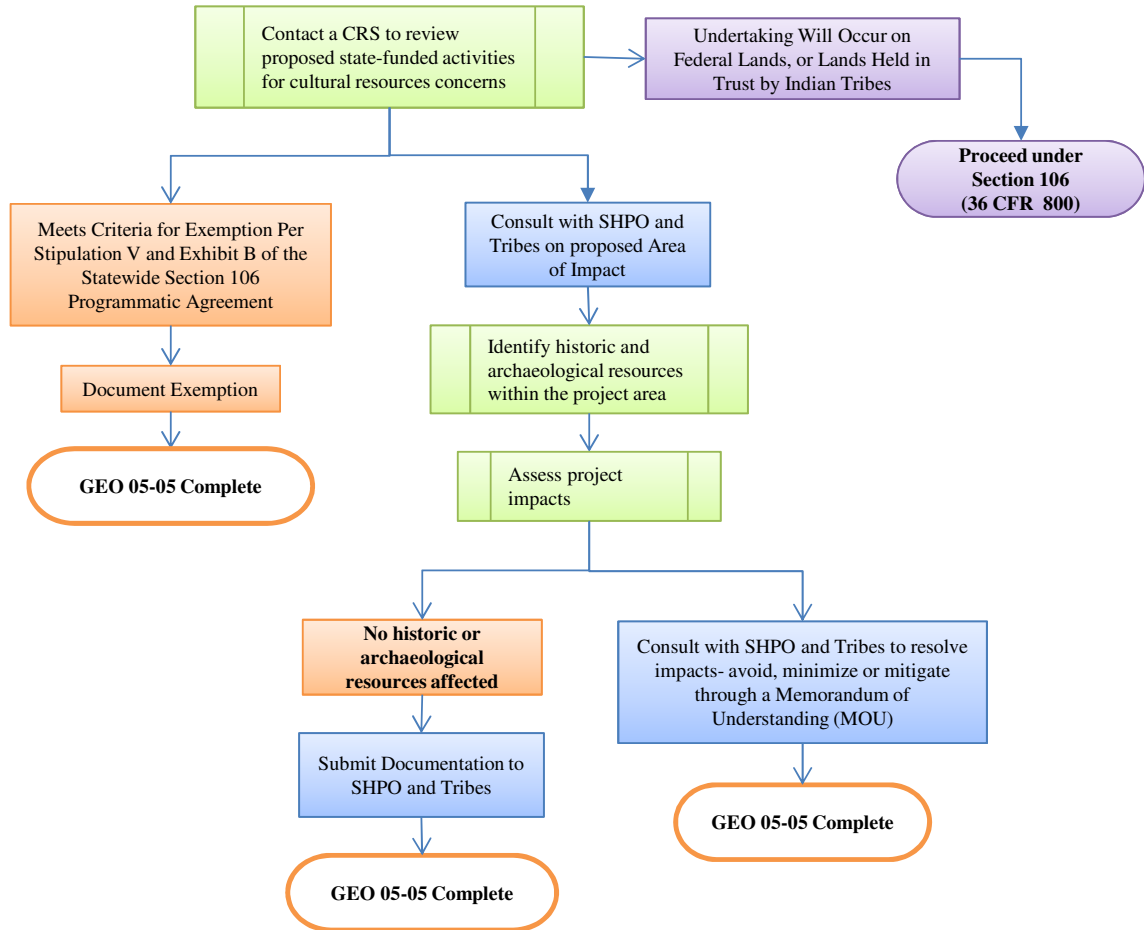 Contact a CRS to review
proposed state-funded activities
for cultural resources concerns
Undertaking Will Occur on
Federal Lands, or Lands Held in
Trust by Indian Tribes
Proceed under
Section 106
(36 CFR  800)
Meets Criteria for Exemption Per
Stipulation V and Exhibit B of the
Statewide Section 106
Programmatic Agreement
Consult with SHPO and
Tribes on proposed Area
of Impact
Identify historic and
archaeological resources
within the project area
Document Exemption
GEO 05-05 Complete
Assess project
impacts
No historic or
archaeological
resources affected
Consult with SHPO and Tribes to resolve
impacts- avoid, minimize or mitigate
through a Memorandum of
Understanding (MOU)
Submit Documentation to
SHPO and Tribes
GEO 05-05 Complete
GEO 05-05 Complete